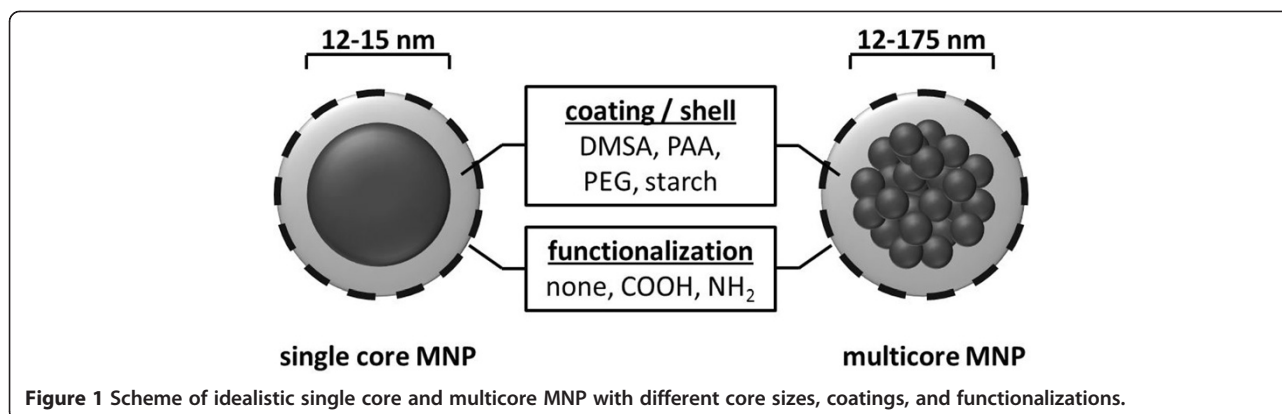 12-15 nm
12-175 nm
coating / shell
DMSA, PAA,
PEG, starch
functionalization
none, COOH, NH₂
single core MNP
multicore MNP
Figure 1 Scheme of idealistic single core and multicore MNP with different core sizes, coatings, and functionalizations.